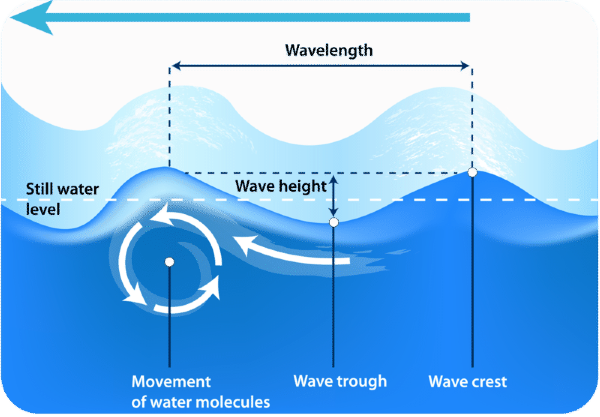 Wavelength
Still water
level
Wave height
Movement
of water molecules
Wave trough
Wave crest